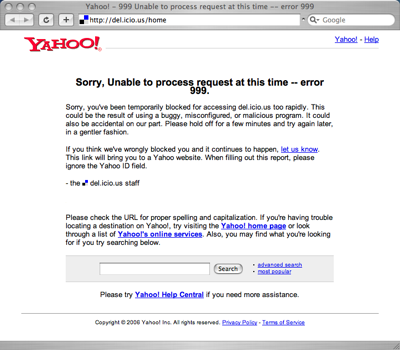 Yahoo! – 999 Unable to process request at this time -- error 999
http://del.icio.us/home
Google
YAHOO!
Yahoo! - Help
Sorry, Unable to process request at this time -- error
999.
Sorry, you've been temporarily blocked for accessing del.icio.us too rapidly. This
could be the result of using a buggy, misconfigured, or malicious program. It could
also be accidental on our part. Please hold off for a few minutes and try again later,
in a gentler fashion.
If you think we've wrongly blocked you and it continues to happen, let us know.
This link will bring you to a Yahoo website. When filling out this report, please
ignore the Yahoo ID field.
- the del.icio.us staff
Please check the URL for proper spelling and capitalization. If you're having trouble
locating a destination on Yahoo!, try visiting the Yahoo! home page or look
through a list of Yahoo!'s online services. Also, you may find what you're looking
for if you try searching below.
Search
• advanced search
• most popular
Please try Yahoo! Help Central if you need more assistance.
Copyright © 2006 Yahoo! Inc. All rights reserved. Privacy Policy - Terms of Service